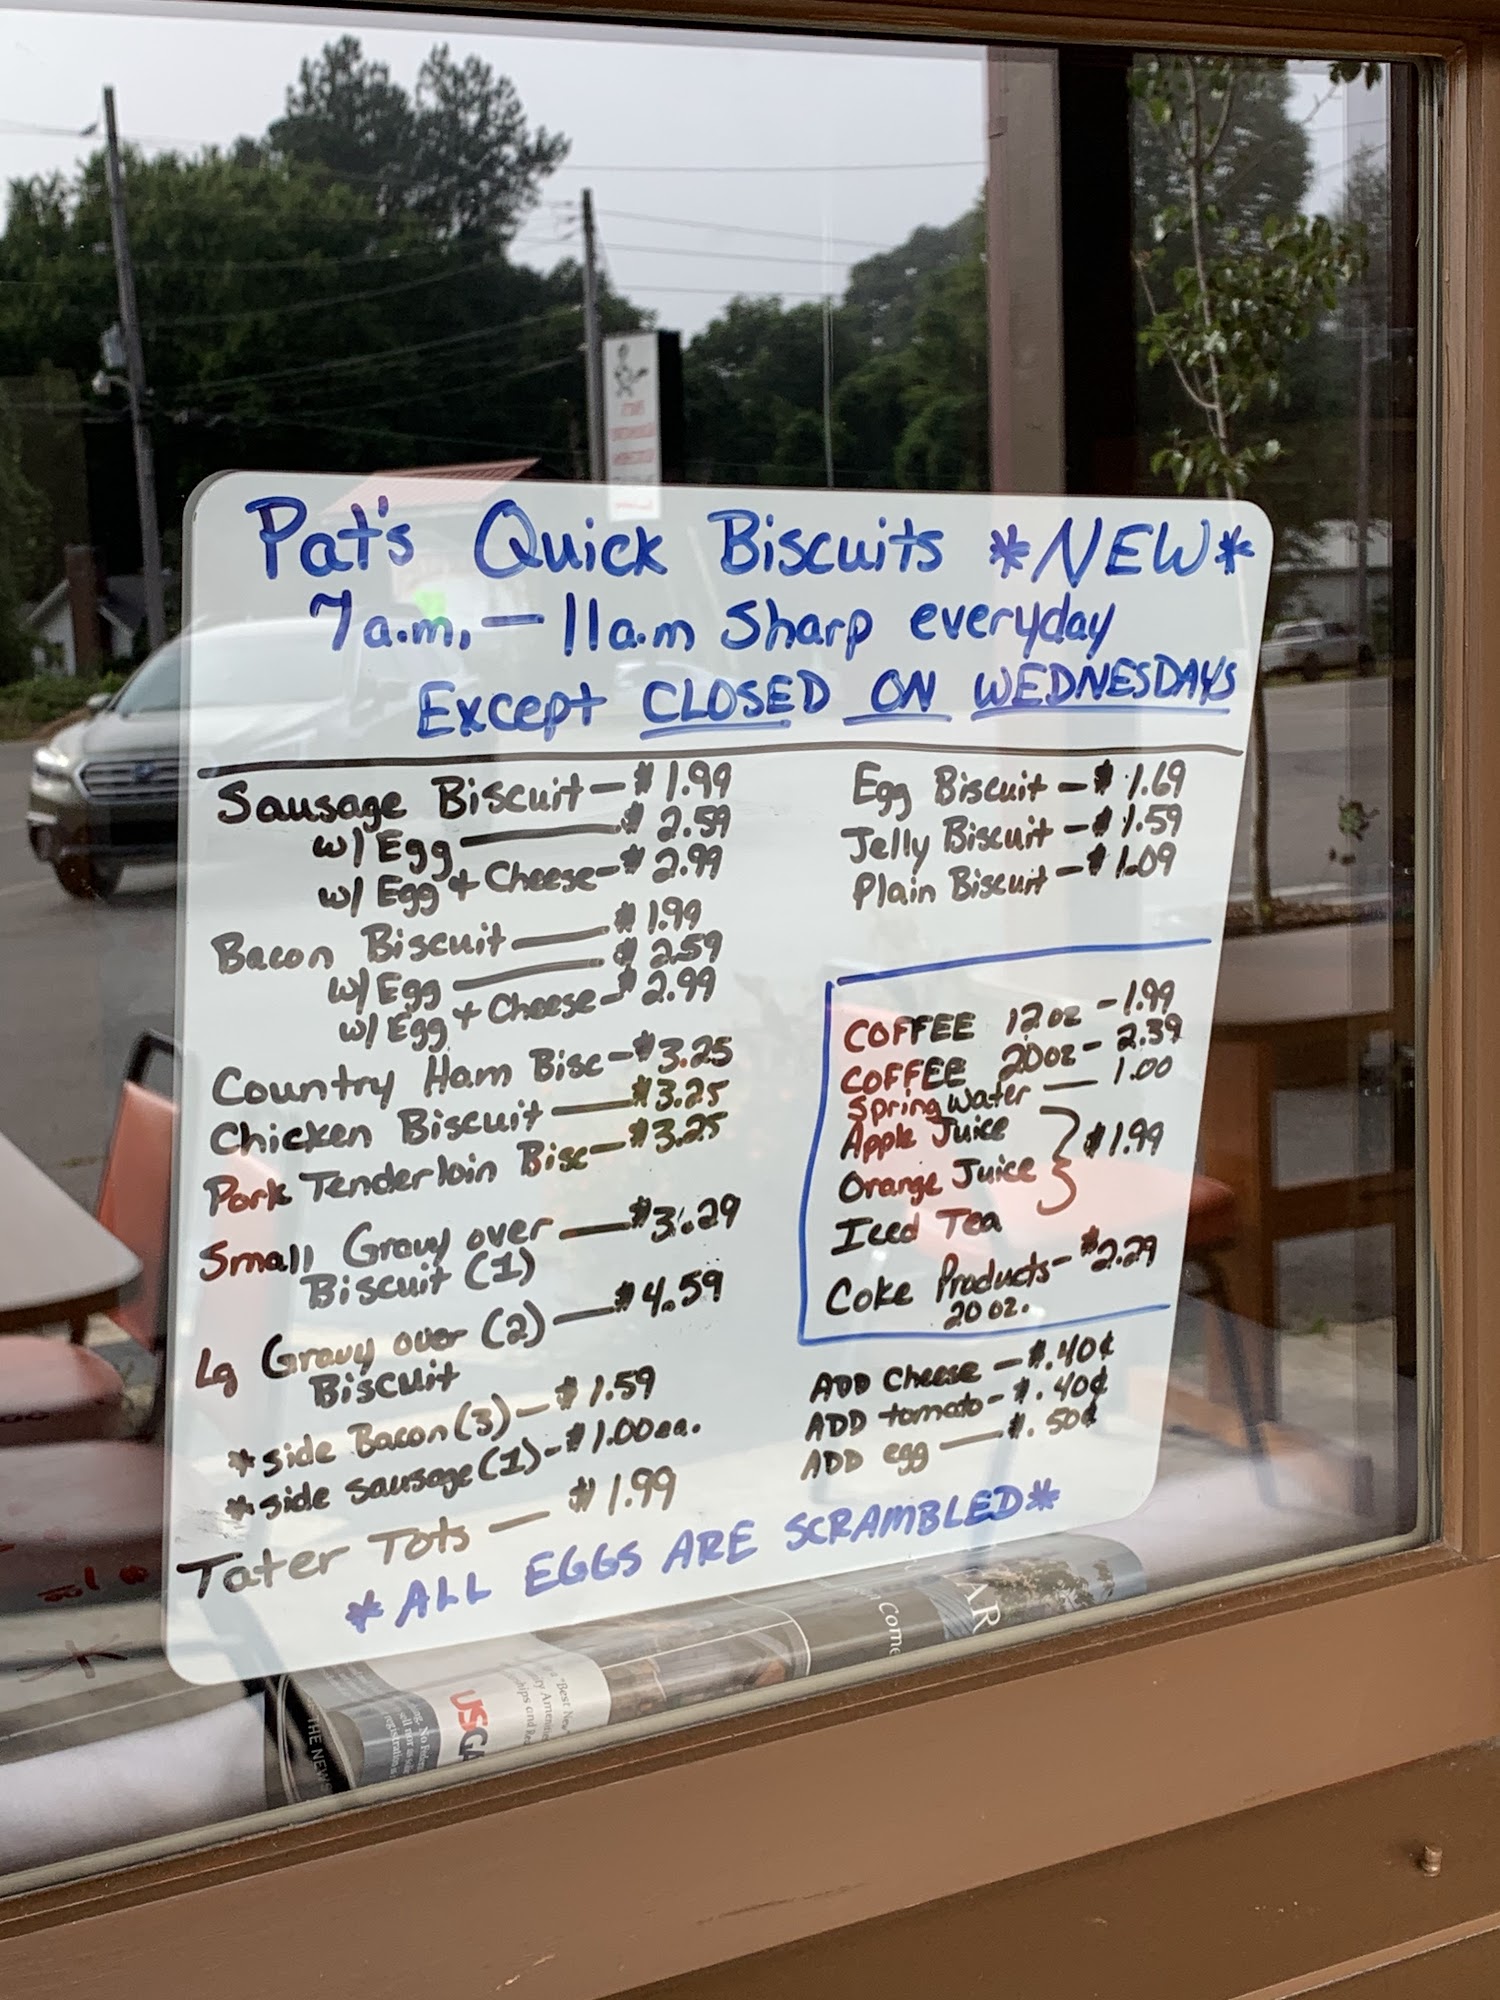 Pat's Quick Biscuits *NEW*
7a.m. — 11a.m Sharp everyday
Except CLOSED ON WEDNESDAYS
Sausage Biscuit — $1.99
w/ Egg — $2.59
w/ Egg + Cheese — $2.99
Bacon Biscuit — $1.99
w/ Egg — $2.59
w/ Egg + Cheese — $2.99
Country Ham Bisc — $3.25
Chicken Biscuit — $3.25
Pork Tenderloin Bisc — $3.25
Small Gravy over — $3.29
Biscuit (1)
Lg Gravy over (2) — $4.59
Biscuit
*side Bacon (3) — $1.59
*side sausage (1) - $1.00 ea.
Tater Tots — $1.99
Egg Biscuit — $1.69
Jelly Biscuit — $1.59
Plain Biscuit — $1.09
COFFEE 12oz - 1.99
COFFEE 20oz - 2.39
Spring water — 1.00
Apple Juice
Orange Juice } $1.99
Iced Tea
Coke Products - $2.29
20 oz.
ADD Cheese — $.40¢
ADD tomato - $.40¢
ADD egg — $.50¢
*ALL EGGS ARE SCRAMBLED*
USGA
THE NEWS
"Best New"